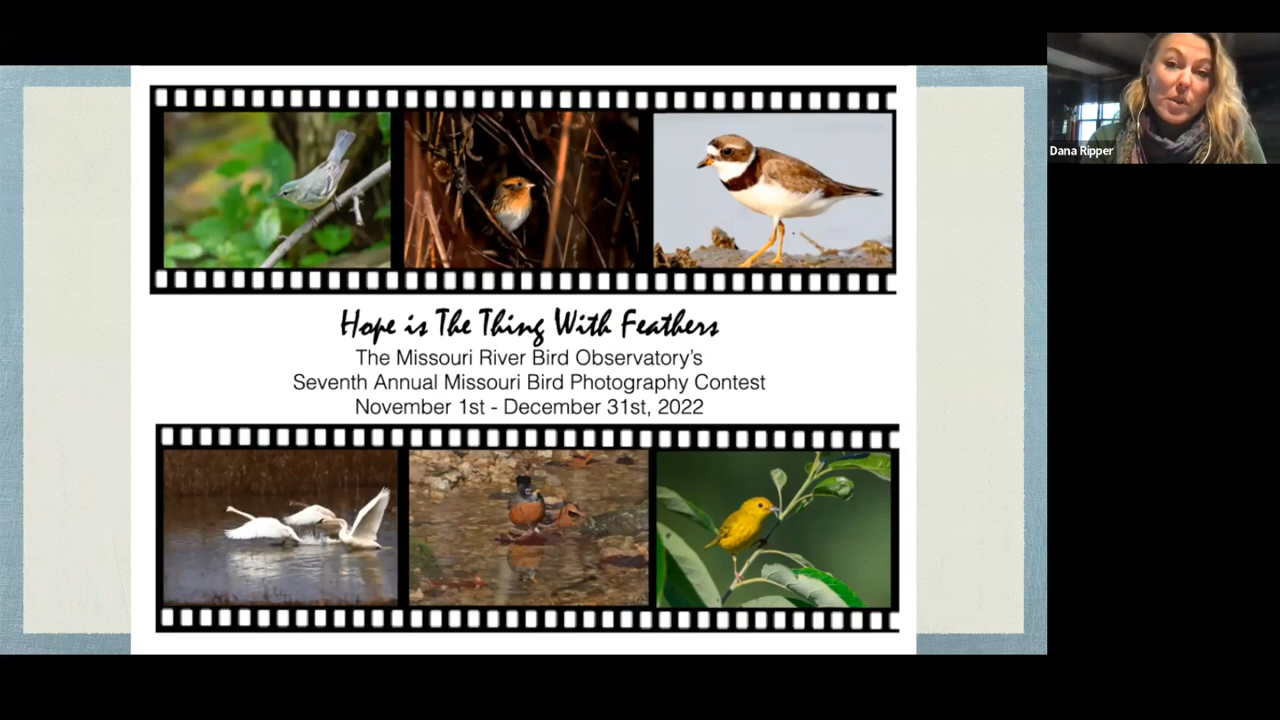 Hope is The Thing With Feathers
The Missouri River Bird Observatory's
Seventh Annual Missouri Bird Photography Contest
November 1st - December 31st, 2022
Dana Ripper